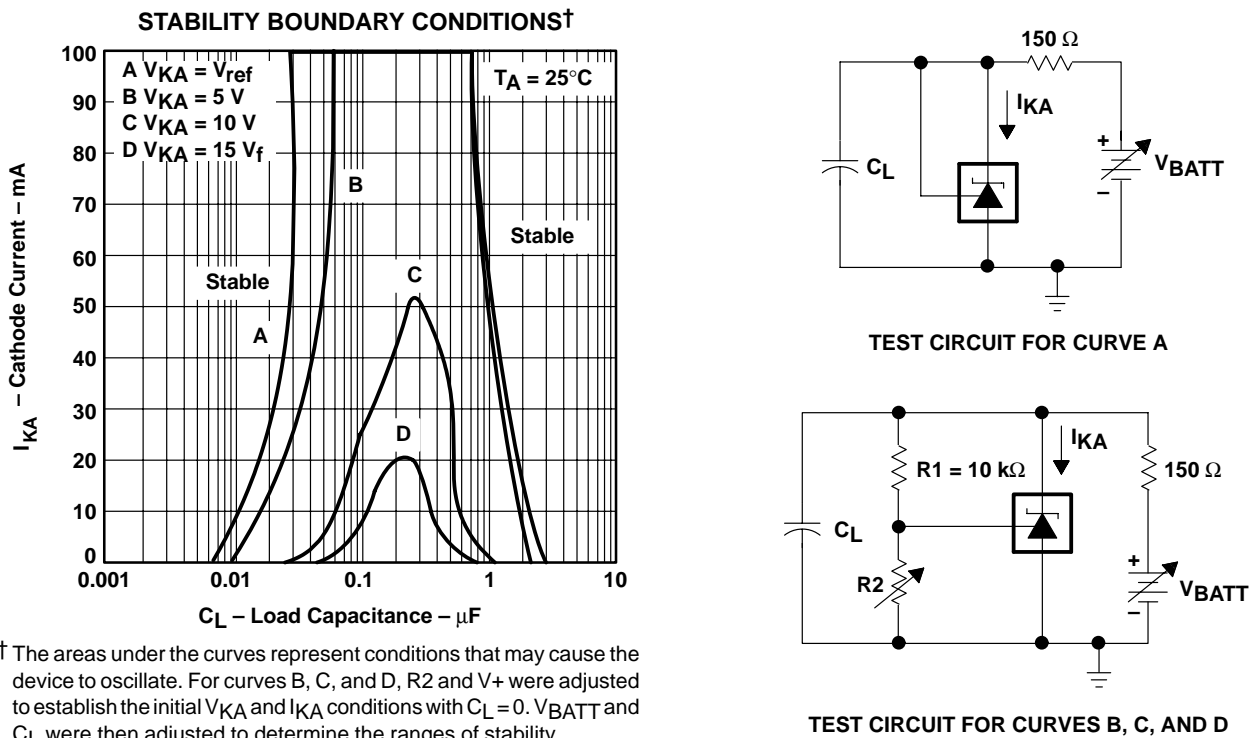 STABILITY BOUNDARY CONDITIONS†
100
90
80
70
60
50
40
30
20
10
0
I_KA – Cathode Current – mA
A V_KA = V_ref
B V_KA = 5 V
C V_KA = 10 V
D V_KA = 15 V_f
T_A = 25°C
B
Stable
Stable
C
A
D
0.001
0.01
0.1
1
10
C_L – Load Capacitance – μF
† The areas under the curves represent conditions that may cause the
device to oscillate. For curves B, C, and D, R2 and V+ were adjusted
to establish the initial V_KA and I_KA conditions with C_L = 0. V_BATT and
C_L were then adjusted to determine the ranges of stability.
150 Ω
I_KA
C_L
+
V_BATT
–
TEST CIRCUIT FOR CURVE A
I_KA
R1 = 10 kΩ
150 Ω
C_L
R2
+
V_BATT
–
TEST CIRCUIT FOR CURVES B, C, AND D